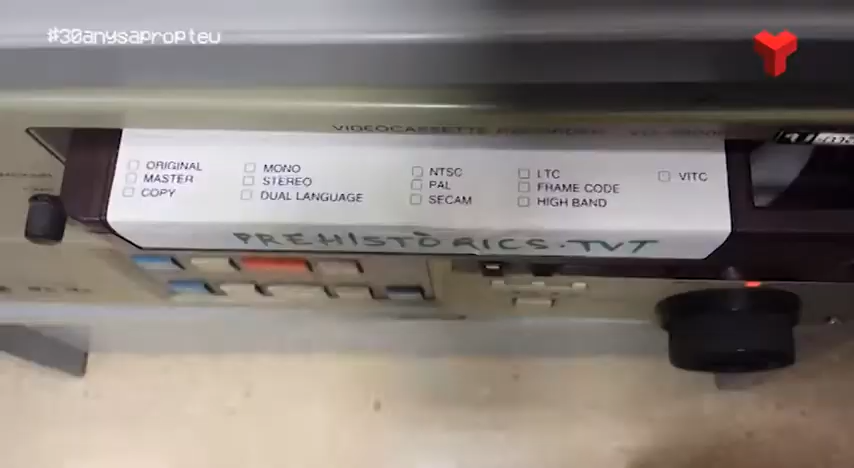 #30anysapropteu
VIDEOCASSETTE RECORDER
ORIGINAL
MASTER
COPY
MONO
STEREO
DUAL LANGUAGE
NTSC
PAL
SECAM
LTC
FRAME CODE
HIGH BAND
VITC
PREHISTÒRICS·TVT